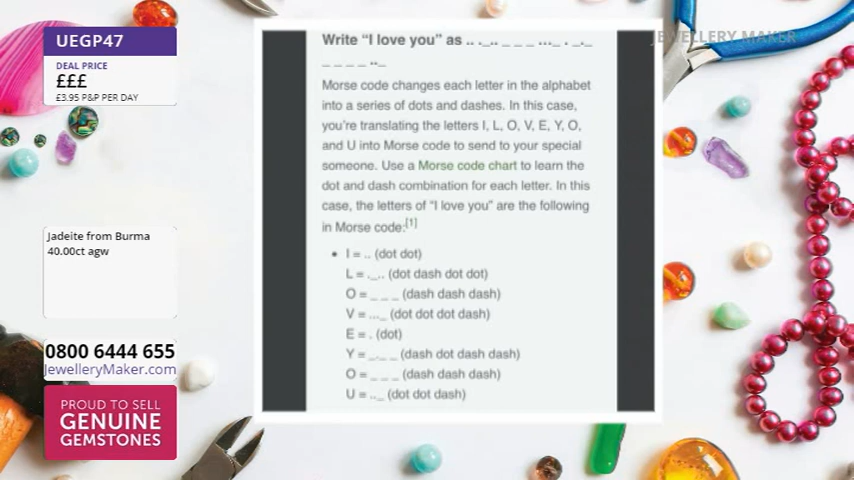 UEGP47
DEAL PRICE
£££
£3.95 P&P PER DAY
Jadeite from Burma
40.00ct agw
0800 6444 655
JewelleryMaker.com
PROUD TO SELL
GENUINE
GEMSTONES
JEWELLERY MAKER
Write “I love you” as .. ._.. _ _ _ ..._ . _._
_ _ _ _ .._
Morse code changes each letter in the alphabet
into a series of dots and dashes. In this case,
you’re translating the letters I, L, O, V, E, Y, O,
and U into Morse code to send to your special
someone. Use a Morse code chart to learn the
dot and dash combination for each letter. In this
case, the letters of “I love you” are the following
in Morse code:[1]
• I = .. (dot dot)
L = ._.. (dot dash dot dot)
O = _ _ _ (dash dash dash)
V = ..._ (dot dot dot dash)
E = . (dot)
Y = _._ _ (dash dot dash dash)
O = _ _ _ (dash dash dash)
U = .._ (dot dot dash)